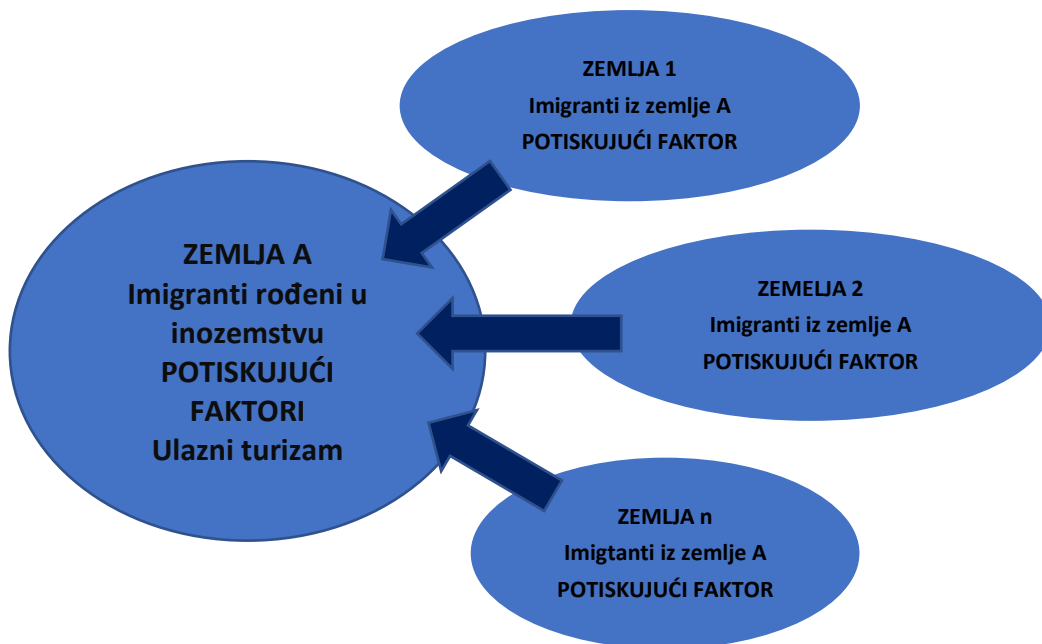 ZEMLJA 1
Imigranti iz zemlje A
POTISKUJUĆI FAKTOR
ZEMLJA A
Imigranti rođeni u
inozemstvu
POTISKUJUĆI
FAKTORI
Ulazni turizam
ZEMELJA 2
Imigranti iz zemlje A
POTISKUJUĆI FAKTOR
ZEMLJA n
Imigtanti iz zemlje A
POTISKUJUĆI FAKTOR